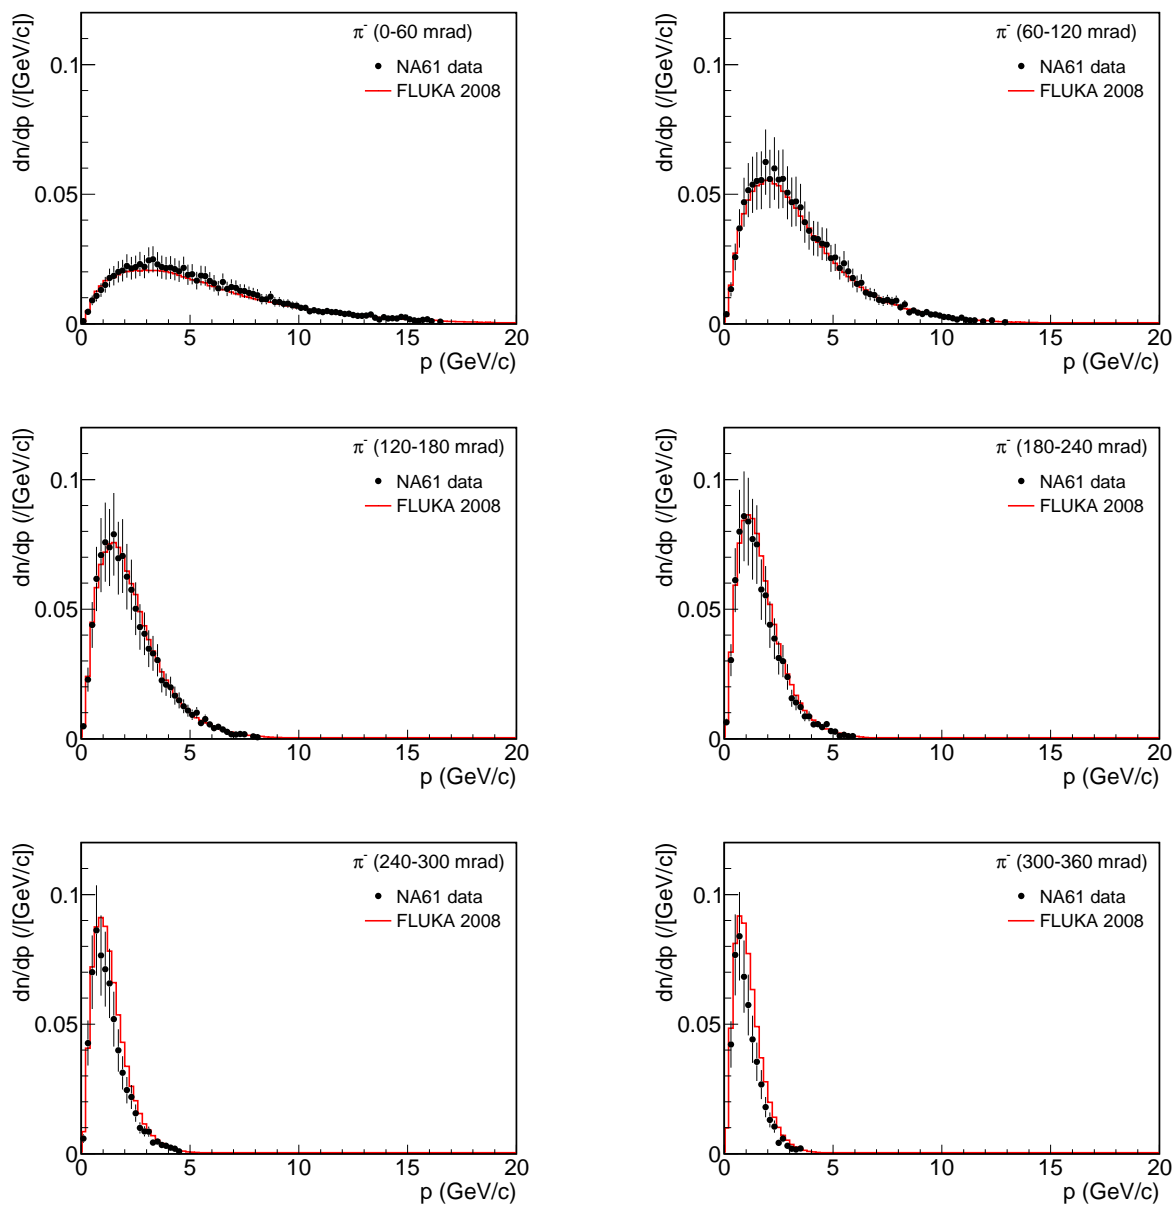 dn/dp (/[GeV/c])
π⁻ (0-60 mrad)
NA61 data
FLUKA 2008
0.1
0.05
0
0 5 10 15 20
p (GeV/c)
dn/dp (/[GeV/c])
π⁻ (60-120 mrad)
NA61 data
FLUKA 2008
0.1
0.05
0
0 5 10 15 20
p (GeV/c)
dn/dp (/[GeV/c])
π⁻ (120-180 mrad)
NA61 data
FLUKA 2008
0.1
0.05
0
0 5 10 15 20
p (GeV/c)
dn/dp (/[GeV/c])
π⁻ (180-240 mrad)
NA61 data
FLUKA 2008
0.1
0.05
0
0 5 10 15 20
p (GeV/c)
dn/dp (/[GeV/c])
π⁻ (240-300 mrad)
NA61 data
FLUKA 2008
0.1
0.05
0
0 5 10 15 20
p (GeV/c)
dn/dp (/[GeV/c])
π⁻ (300-360 mrad)
NA61 data
FLUKA 2008
0.1
0.05
0
0 5 10 15 20
p (GeV/c)